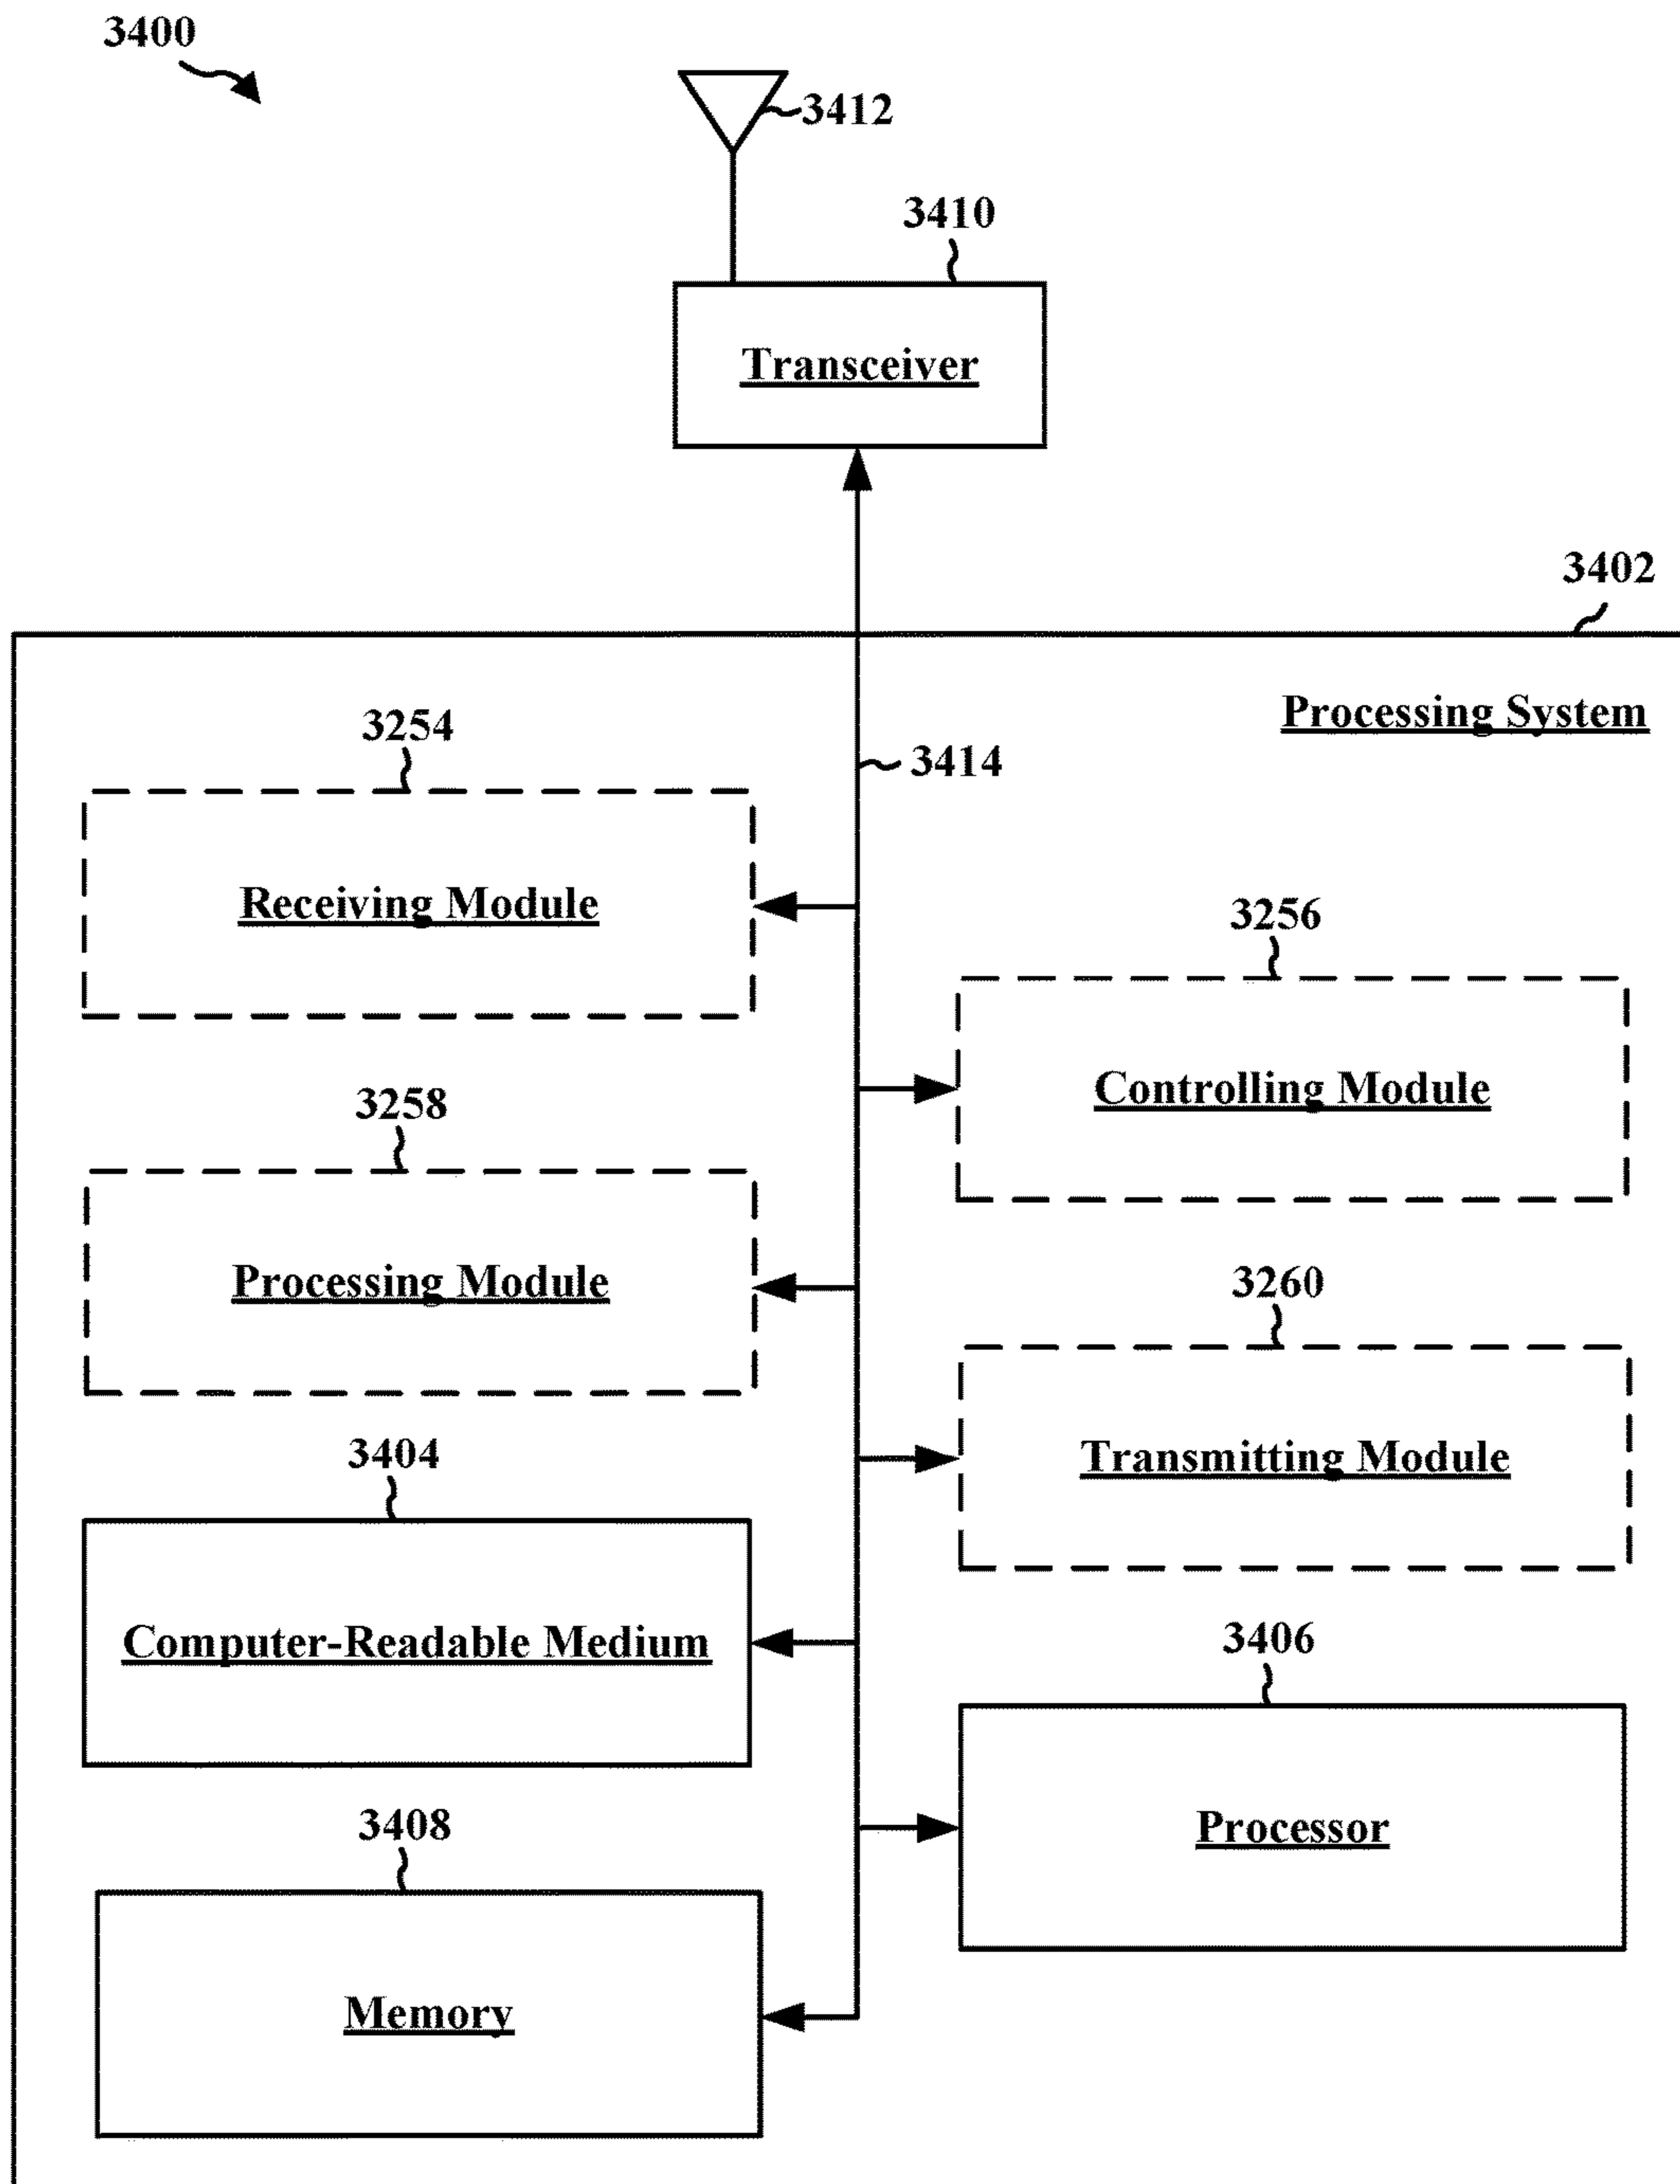 3400
3412
3410
Transceiver
3402
Processing System
3254
3414
Receiving Module
3256
Controlling Module
3258
Processing Module
3260
Transmitting Module
3404
Computer-Readable Medium
3406
Processor
3408
Memory